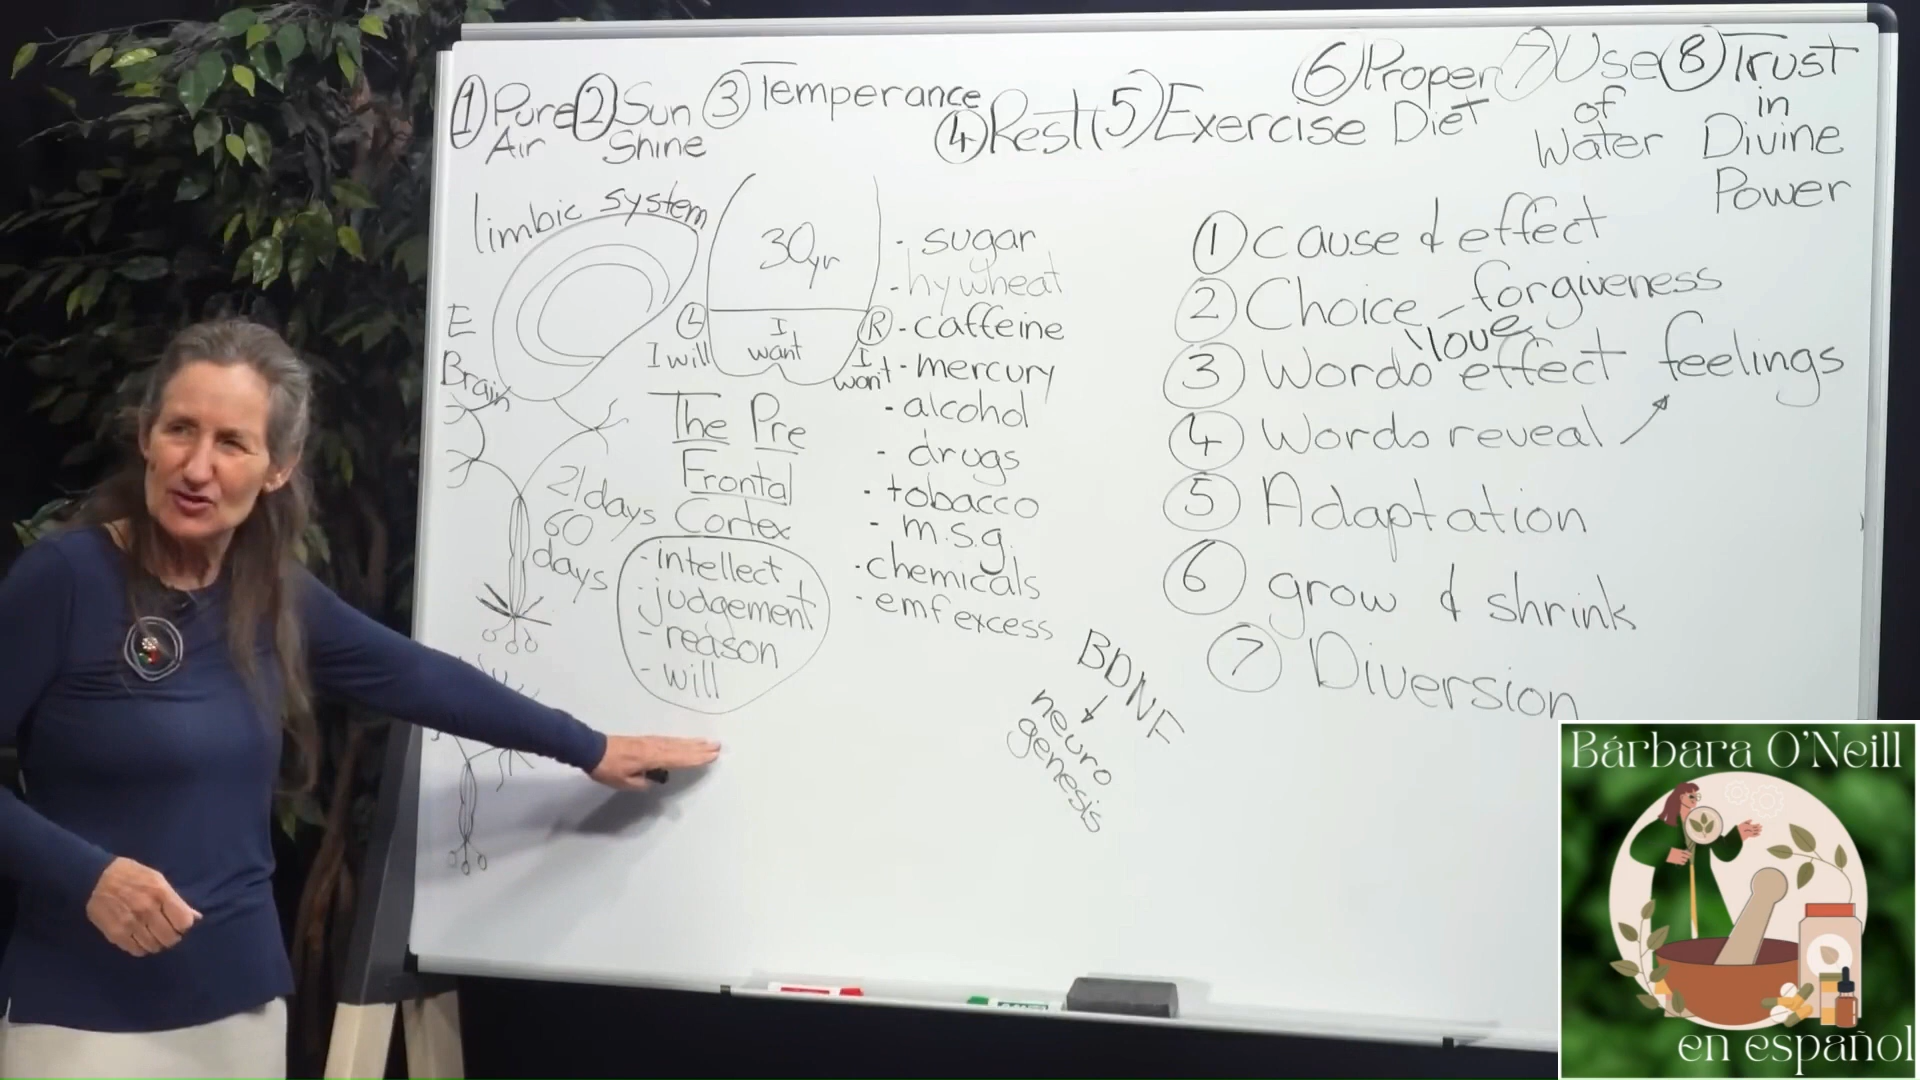 ① Pure Air
② Sun Shine
③ Temperance
④ Rest
⑤ Exercise
⑥ Proper Diet
⑦ Use of Water
⑧ Trust in Divine Power
limbic system
E
Brain
21 days
60 days
30yr
L
I will
I want
R
I won't
The Pre
Frontal
Cortex
- intellect
- judgement
- reason
- will
- sugar
- hy wheat
- caffeine
- mercury
- alcohol
- drugs
- tobacco
- m.s.g.
- chemicals
- emf excess
BDNF
neuro
genesis
① cause & effect
② Choice - forgiveness
love
③ Words effect feelings
④ Words reveal
⑤ Adaptation
⑥ grow & shrink
⑦ Diversion
Bárbara O'Neill
en español